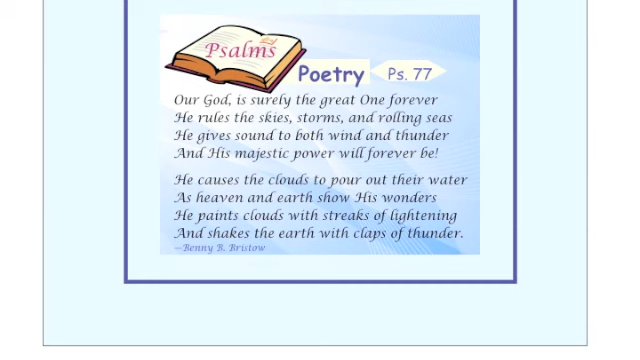 Psalms
Poetry Ps. 77
Our God, is surely the great One forever
He rules the skies, storms, and rolling seas
He gives sound to both wind and thunder
And His majestic power will forever be!
He causes the clouds to pour out their water
As heaven and earth show His wonders
He paints clouds with streaks of lightening
And shakes the earth with claps of thunder.
—Benny B. Bristow